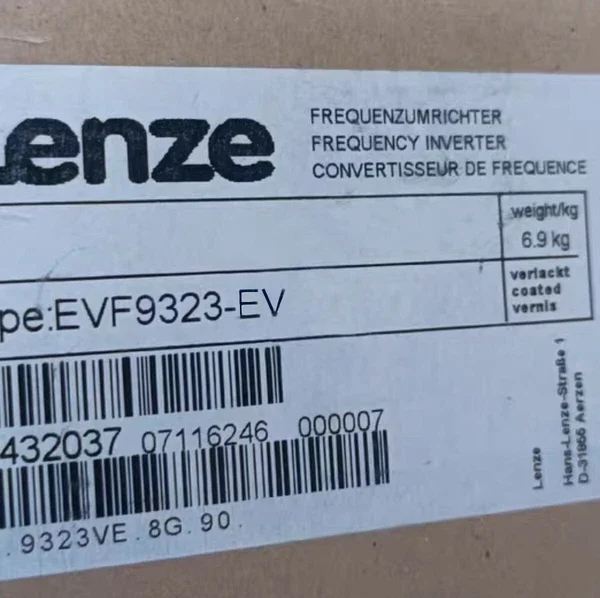 Lenze
FREQUENZUMRICHTER
FREQUENCY INVERTER
CONVERTISSEUR DE FREQUENCE
weight/kg
6.9 kg
pe:EVF9323-EV
verlackt
coated
vernis
432037 07116246 000007
. 9323VE . 8G . 90 .
Lenze
Hans-Lenze-Straße 1
D-31855 Aerzen